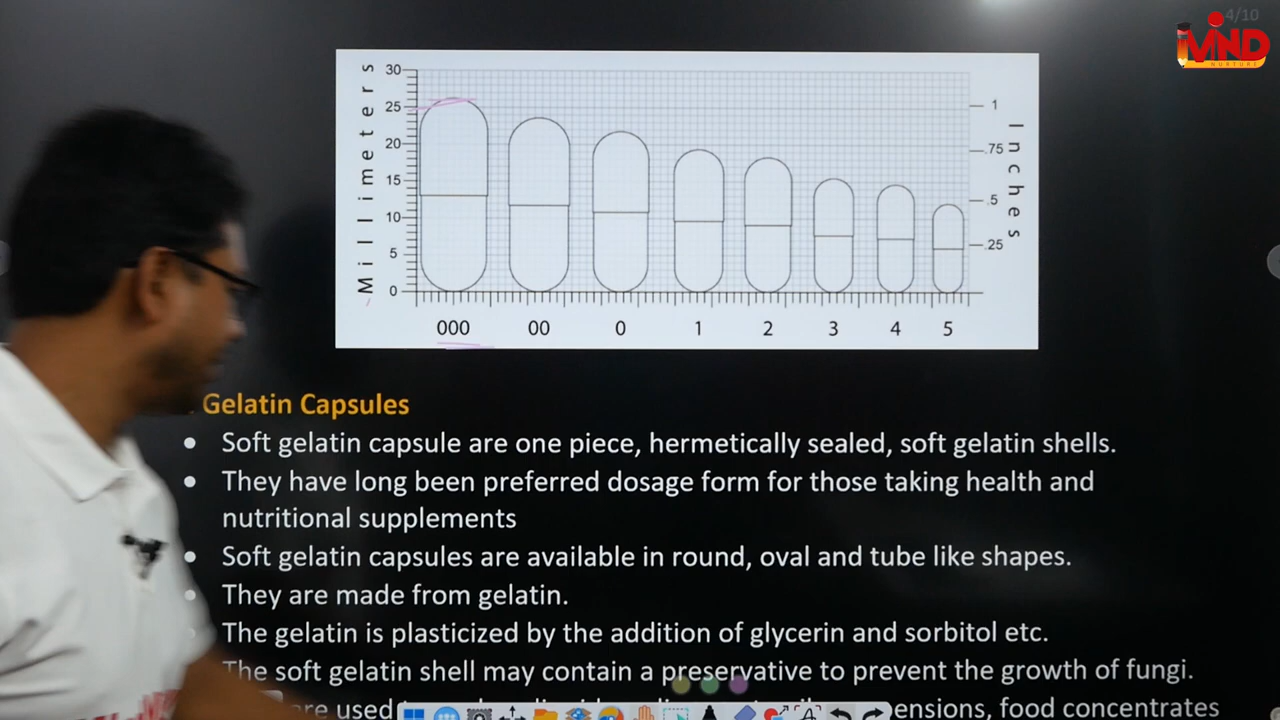 4/10
MIND
NURTURE
Millimeters
30
25
20
15
10
5
0
1
.75
.5
.25
Inches
000 00 0 1 2 3 4 5
Gelatin Capsules
• Soft gelatin capsule are one piece, hermetically sealed, soft gelatin shells.
• They have long been preferred dosage form for those taking health and
nutritional supplements
• Soft gelatin capsules are available in round, oval and tube like shapes.
• They are made from gelatin.
The gelatin is plasticized by the addition of glycerin and sorbitol etc.
The soft gelatin shell may contain a preservative to prevent the growth of fungi.
are used ensions, food concentrates